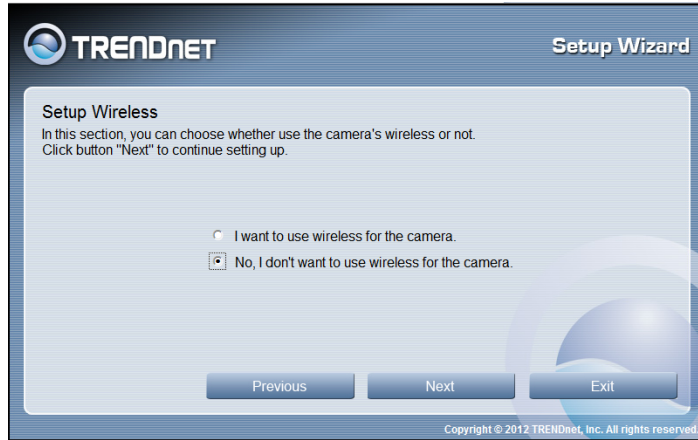 TRENDNET
Setup Wizard
Setup Wireless
In this section, you can choose whether use the camera's wireless or not.
Click button "Next" to continue setting up.
I want to use wireless for the camera.
No, I don't want to use wireless for the camera.
Previous
Next
Exit
Copyright © 2012 TRENDnet, Inc. All rights reserved